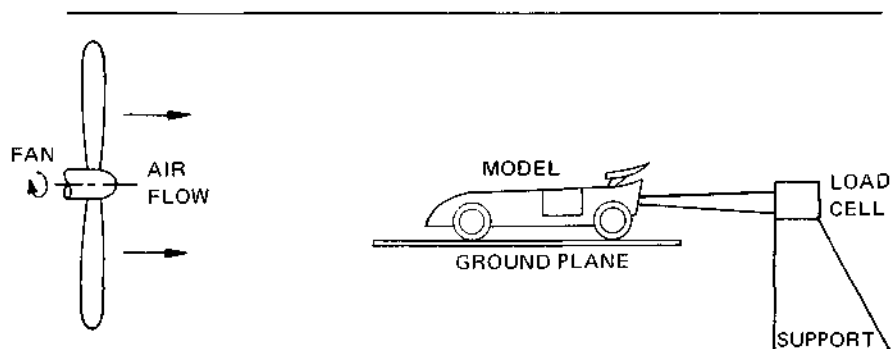 FAN
AIR
FLOW
MODEL
LOAD
CELL
GROUND PLANE
SUPPORT